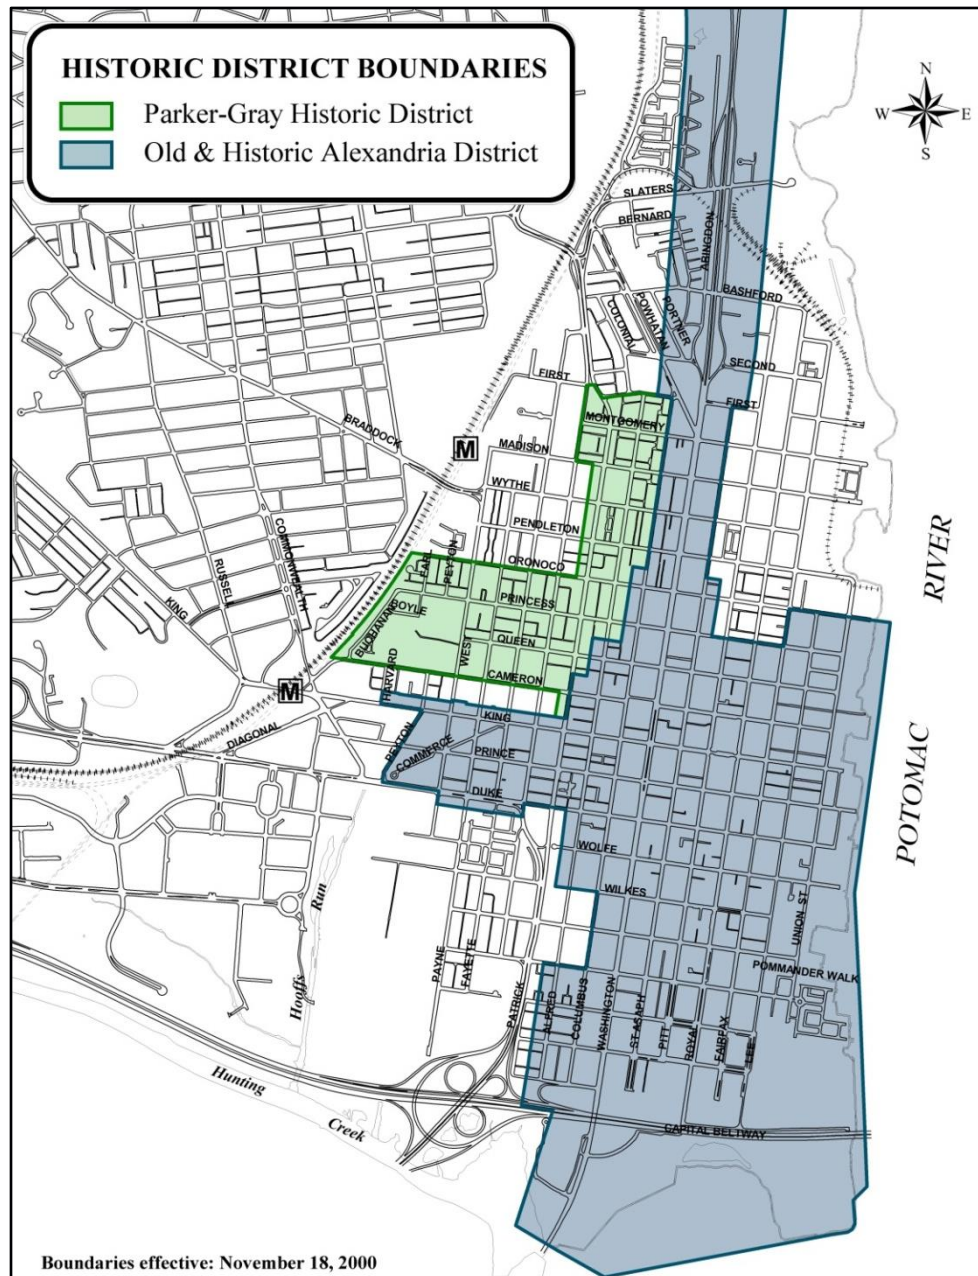 HISTORIC DISTRICT BOUNDARIES
Parker-Gray Historic District
Old & Historic Alexandria District
N
W
E
S
SLATERS
BERNARD
ABINGDON
BASHFORD
PORTNER
POWHATAN
COLONIAL
SECOND
FIRST
FIRST
MONTGOMERY
BRADDOCK
M
MADISON
WYTHE
PENDLETON
ORONOCO
COMMONWEALTH
RUSSELL
KING
EARL
PEYTON
PRINCESS
BOYLE
BUCHANAN
QUEEN
WEST
HARVARD
CAMERON
M
KING
DIAGONAL
REXTON
COMMERCE
PRINCE
DUKE
RIVER
POTOMAC
WOLFE
WILKES
UNION ST
Hooffs
Run
PAYNE
FAYETTE
PATRICK
ALFRED
COLUMBUS
WASHINGTON
ST ASAPH
PITT
ROYAL
FAIRFAX
LEE
POMMANDER WALK
Hunting
Creek
CAPITAL BELTWAY
Boundaries effective: November 18, 2000